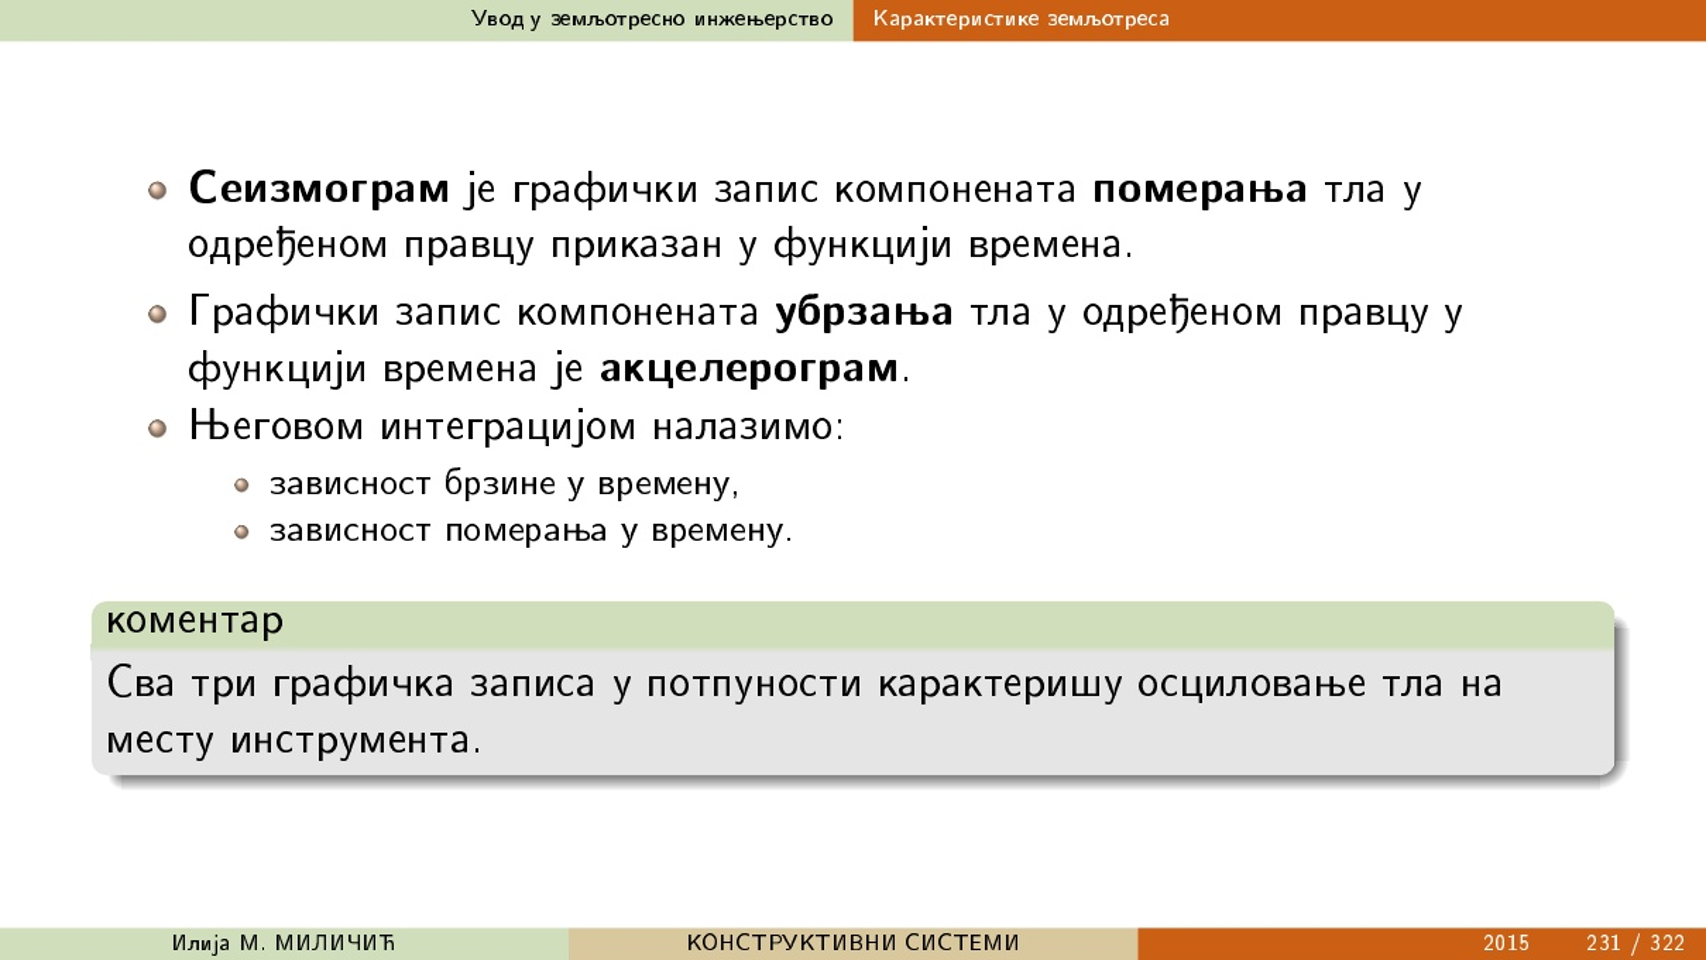 Увод у земљотресно инжењерство Карактеристике земљотреса
Сеизмограм је графички запис компонената померања тла у
одређеном правцу приказан у функцији времена.
Графички запис компонената убрзања тла у одређеном правцу у
функцији времена је акцелерограм.
Његовом интеграцијом налазимо:
зависност брзине у времену,
зависност померања у времену.
коментар
Сва три графичка записа у потпуности карактеришу осциловање тла на
месту инструмента.
Илија М. МИЛИЧИЋ КОНСТРУКТИВНИ СИСТЕМИ 2015 231 / 322